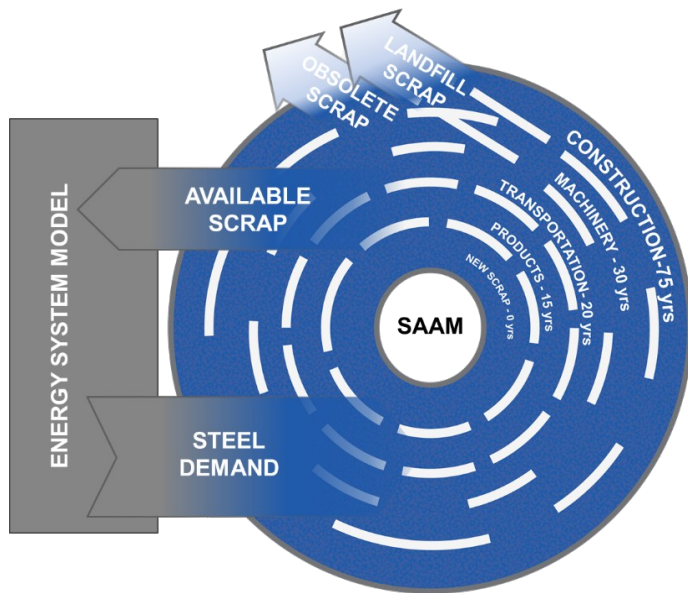 LANDFILL
SCRAP
OBSOLETE
SCRAP
CONSTRUCTION-75 yrs
MACHINERY - 30 yrs
TRANSPORTATION- 20 yrs
PRODUCTS - 15 yrs
NEW SCRAP - 0 yrs
AVAILABLE
SCRAP
ENERGY SYSTEM MODEL
SAAM
STEEL
DEMAND